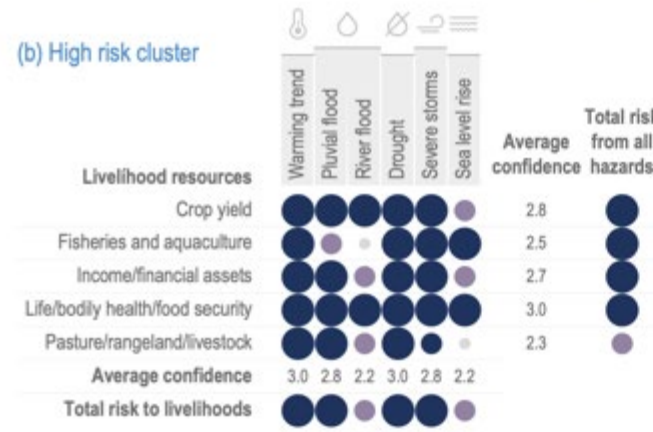 (b) High risk cluster
Warming trend
Pluvial flood
River flood
Drought
Severe storms
Sea level rise
Average
confidence
Total risk
from all
hazards
Livelihood resources
Crop yield 2.8
Fisheries and aquaculture 2.5
Income/financial assets 2.7
Life/bodily health/food security 3.0
Pasture/rangeland/livestock 2.3
Average confidence 3.0 2.8 2.2 3.0 2.8 2.2
Total risk to livelihoods